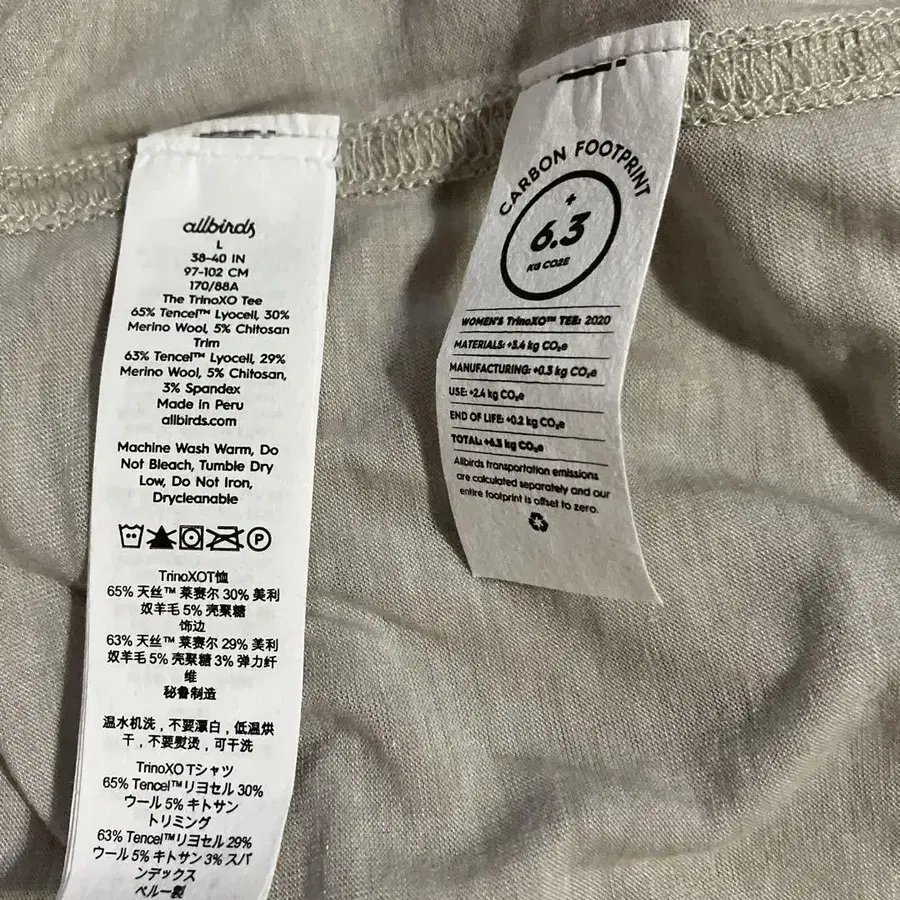 allbirds
L
38-40 IN
97-102 CM
170/88A
The TrinoXO Tee
65% Tencel™ Lyocell, 30%
Merino Wool, 5% Chitosan
Trim
63% Tencel™ Lyocell, 29%
Merino Wool, 5% Chitosan,
3% Spandex
Made in Peru
allbirds.com
Machine Wash Warm, Do
Not Bleach, Tumble Dry
Low, Do Not Iron,
Drycleanable
P
TrinoXOT恤
65% 天丝™ 莱赛尔 30% 美利
奴羊毛 5% 壳聚糖
饰边
63% 天丝™ 莱赛尔 29% 美利
奴羊毛 5% 壳聚糖 3% 弹力纤
维
秘鲁制造
温水机洗，不要漂白，低温烘
干，不要熨烫，可干洗
TrinoXO Tシャツ
65% Tencel™リヨセル 30%
ウール 5% キトサン
トリミング
63% Tencel™リヨセル 29%
ウール 5% キトサン 3% スパ
ンデックス
ペルー製
CARBON FOOTPRINT
+
6.3
KG CO2E
WOMEN'S TrinoXO™ TEE: 2020
MATERIALS: +3.4 kg CO₂e
MANUFACTURING: +0.3 kg CO₂e
USE: +2.4 kg CO₂e
END OF LIFE: +0.2 kg CO₂e
TOTAL: +6.3 kg CO₂e
Allbirds transportation emissions
are calculated separately and our
entire footprint is offset to zero.